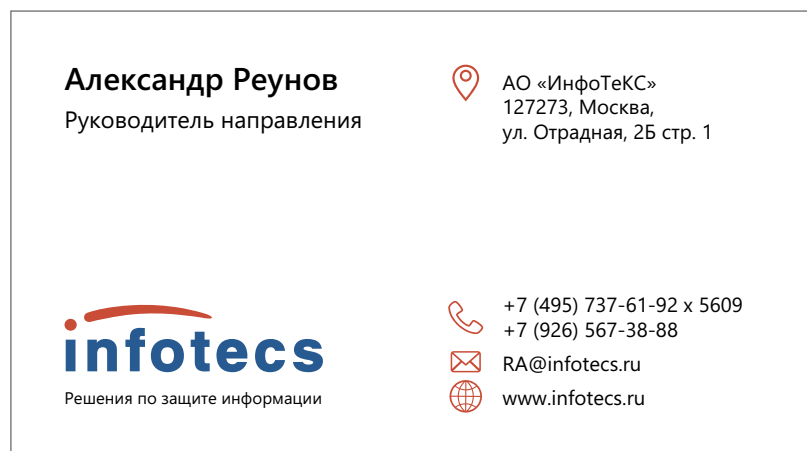 Александр Реунов
Руководитель направления
АО «ИнфоТеКС»
127273, Москва,
ул. Отрадная, 2Б стр. 1
infotecs
Решения по защите информации
+7 (495) 737-61-92 x 5609
+7 (926) 567-38-88
RA@infotecs.ru
www.infotecs.ru